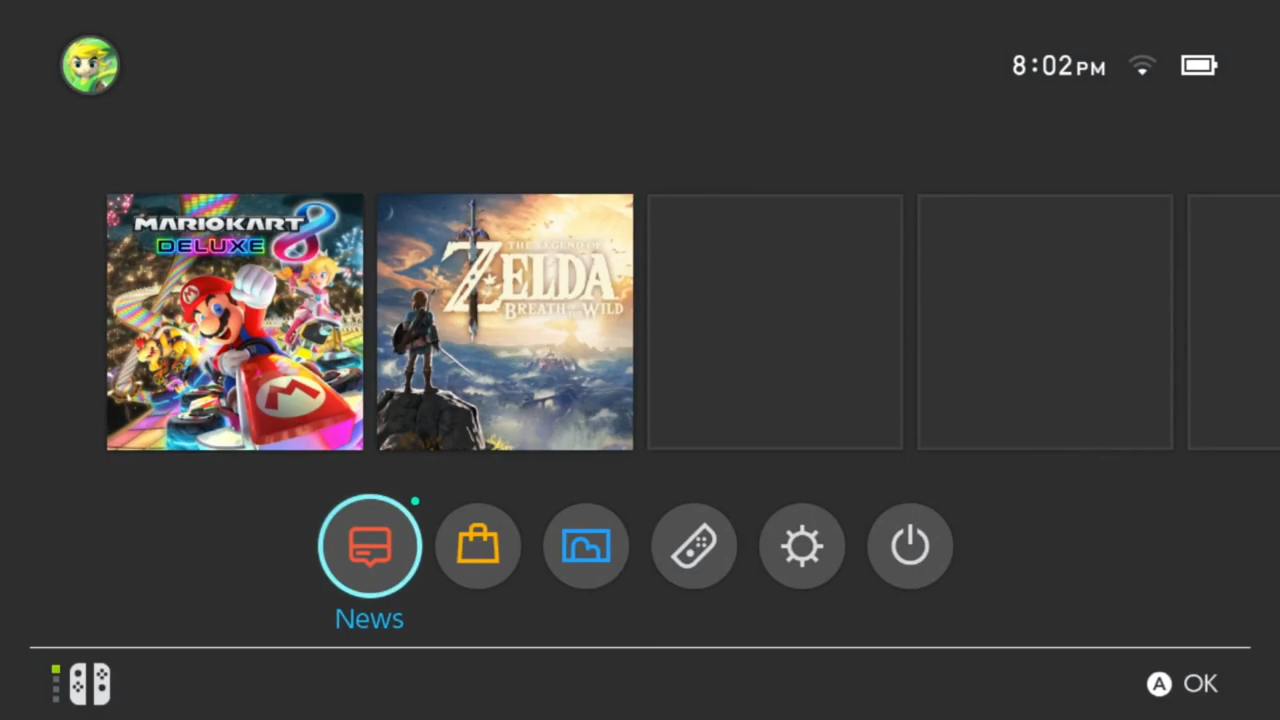 8:02PM
MARIOKART 8
DELUXE
THE LEGEND OF
ZELDA
BREATH OF THE WILD
News
A OK